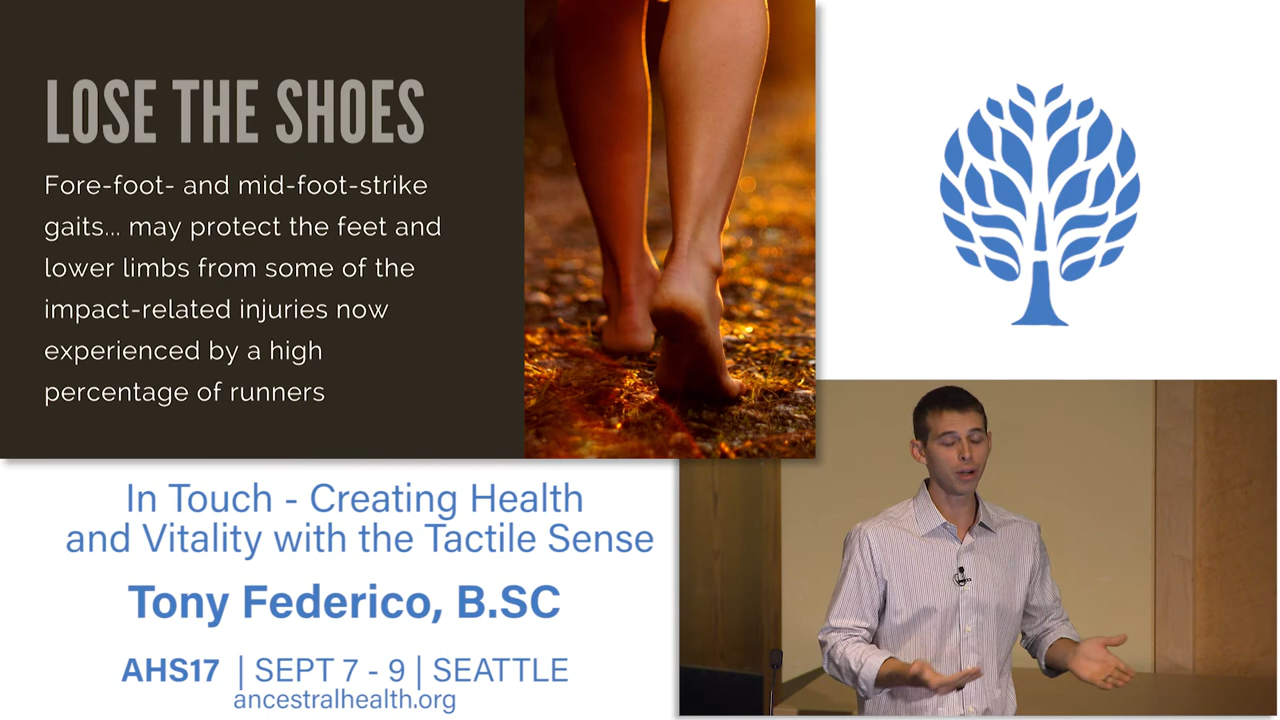 LOSE THE SHOES
Fore-foot- and mid-foot-strike
gaits... may protect the feet and
lower limbs from some of the
impact-related injuries now
experienced by a high
percentage of runners
In Touch - Creating Health
and Vitality with the Tactile Sense
Tony Federico, B.SC
AHS17 | SEPT 7 - 9 | SEATTLE
ancestralhealth.org